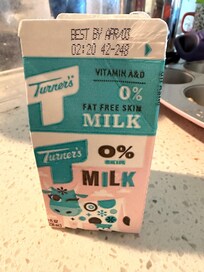 BEST BY APR/03
02:20 42-248
VITAMIN A&D
Turner's
0%
FAT FREE SKIM
MILK
Turner's
0%
SKIM
MILK